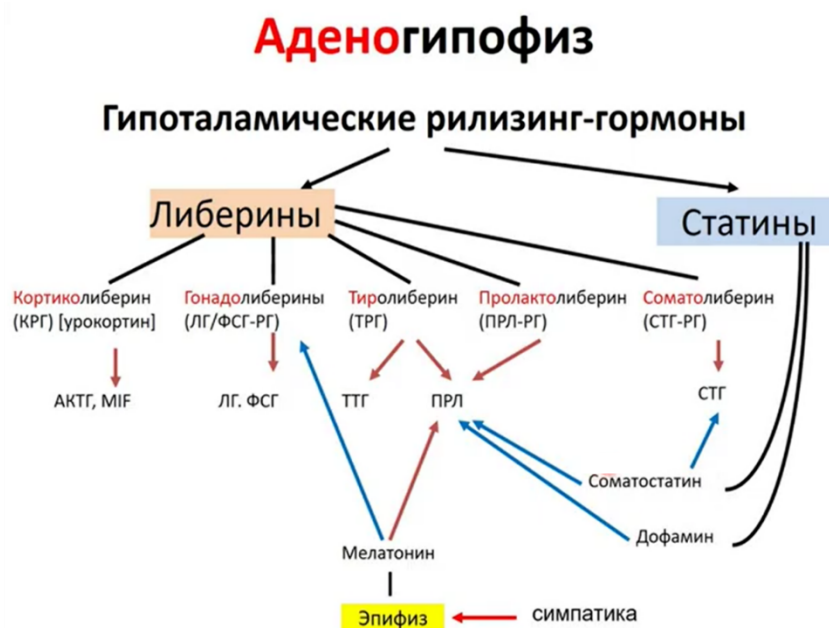 Аденогипофиз
Гипоталамические рилизинг-гормоны
Либерины
Статины
Кортиколиберин
(КРГ) [урокортин]
Гонадолиберины
(ЛГ/ФСГ-РГ)
Тиролиберин
(ТРГ)
Пролактолиберин
(ПРЛ-РГ)
Соматолиберин
(СТГ-РГ)
АКТГ, MIF
ЛГ. ФСГ
ТТГ
ПРЛ
СТГ
Соматостатин
Дофамин
Мелатонин
Эпифиз
симпатика